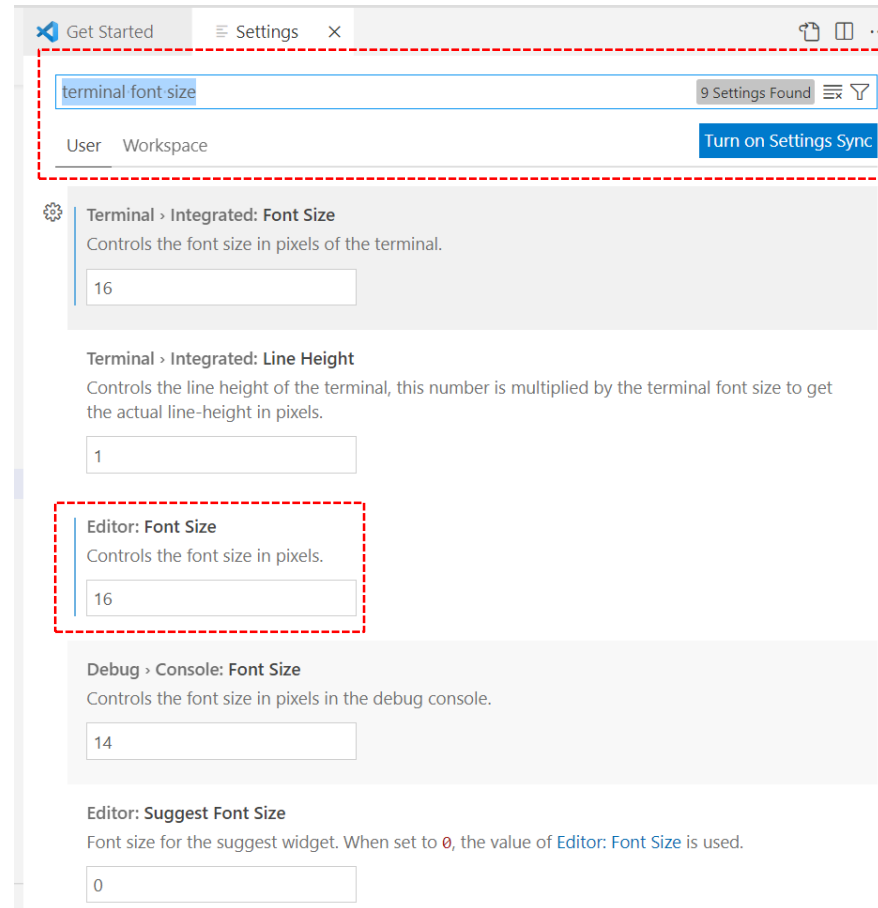 Get Started
Settings
terminal font size
9 Settings Found
User Workspace
Turn on Settings Sync
Terminal › Integrated: Font Size
Controls the font size in pixels of the terminal.
16
Terminal › Integrated: Line Height
Controls the line height of the terminal, this number is multiplied by the terminal font size to get
the actual line-height in pixels.
1
Editor: Font Size
Controls the font size in pixels.
16
Debug › Console: Font Size
Controls the font size in pixels in the debug console.
14
Editor: Suggest Font Size
Font size for the suggest widget. When set to 0, the value of Editor: Font Size is used.
0